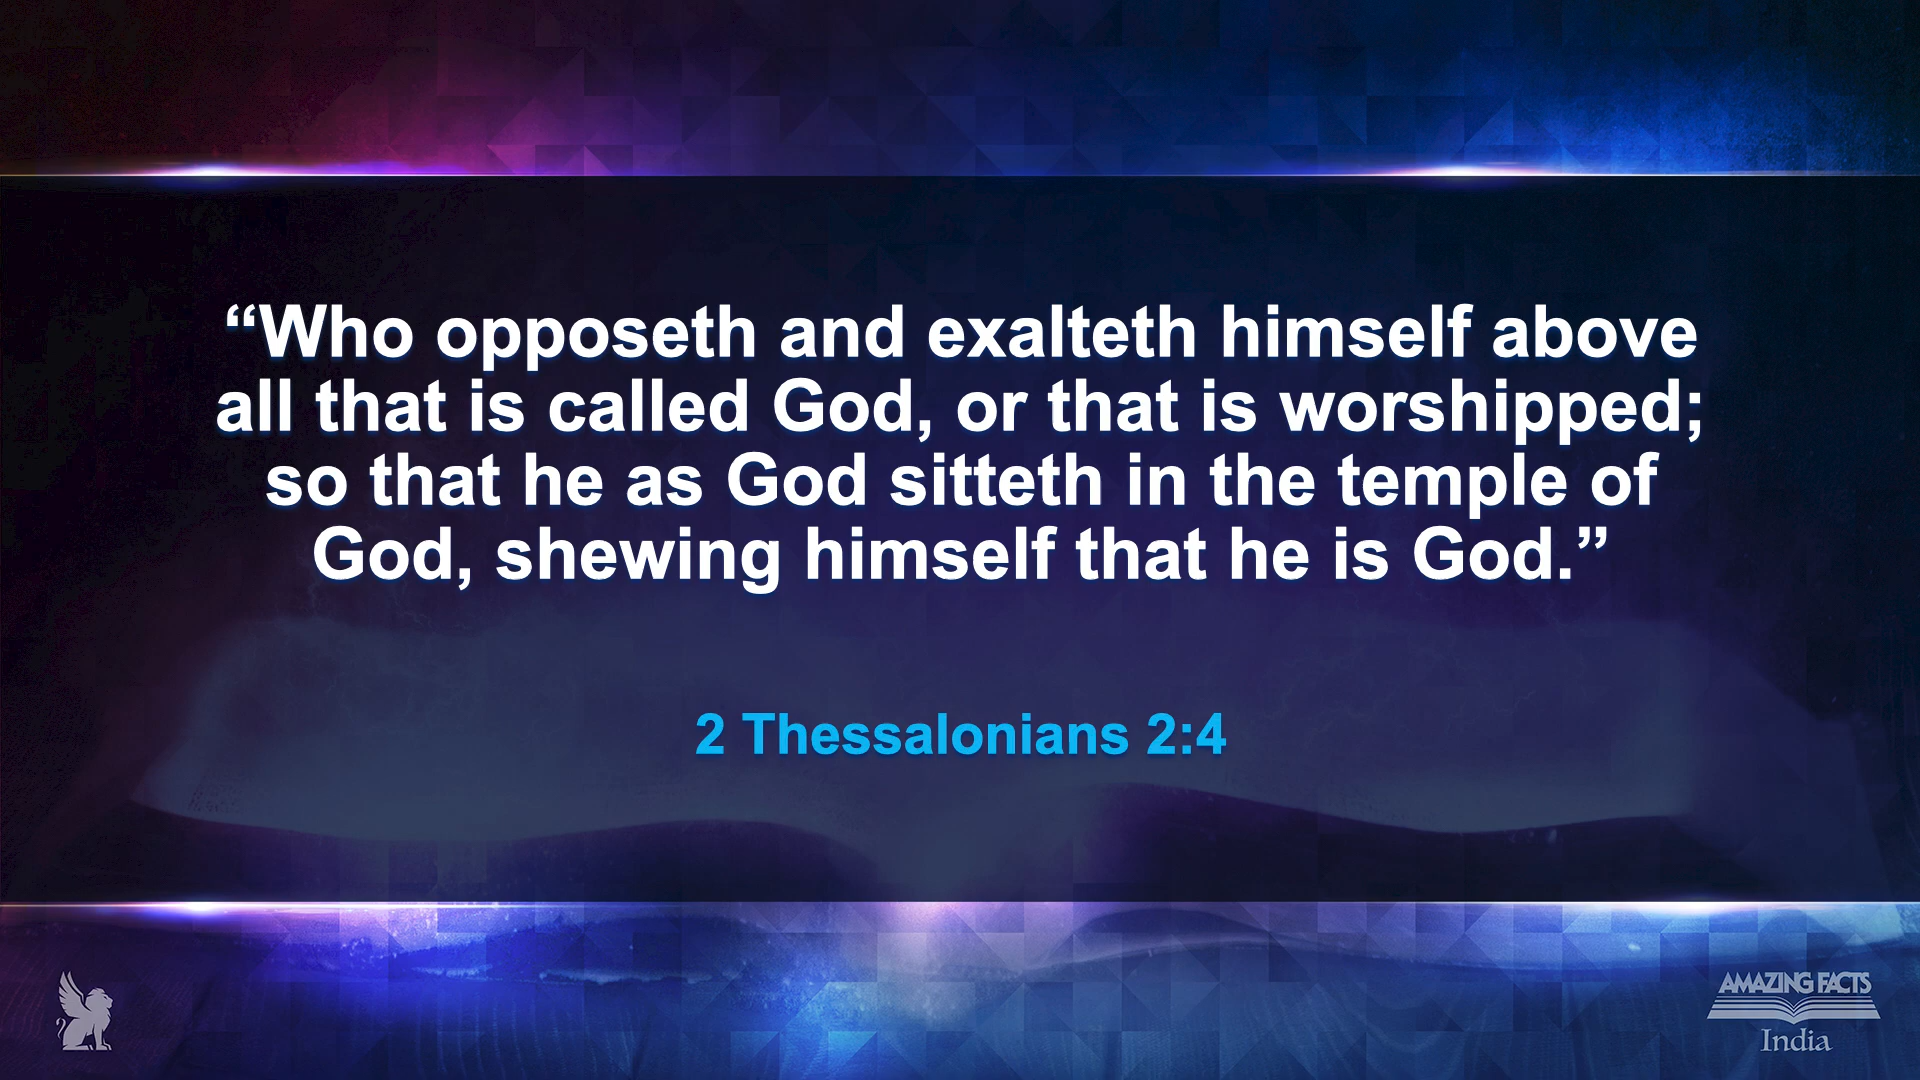 “Who opposeth and exalteth himself above
all that is called God, or that is worshipped;
so that he as God sitteth in the temple of
God, shewing himself that he is God.”
2 Thessalonians 2:4
AMAZING FACTS
India